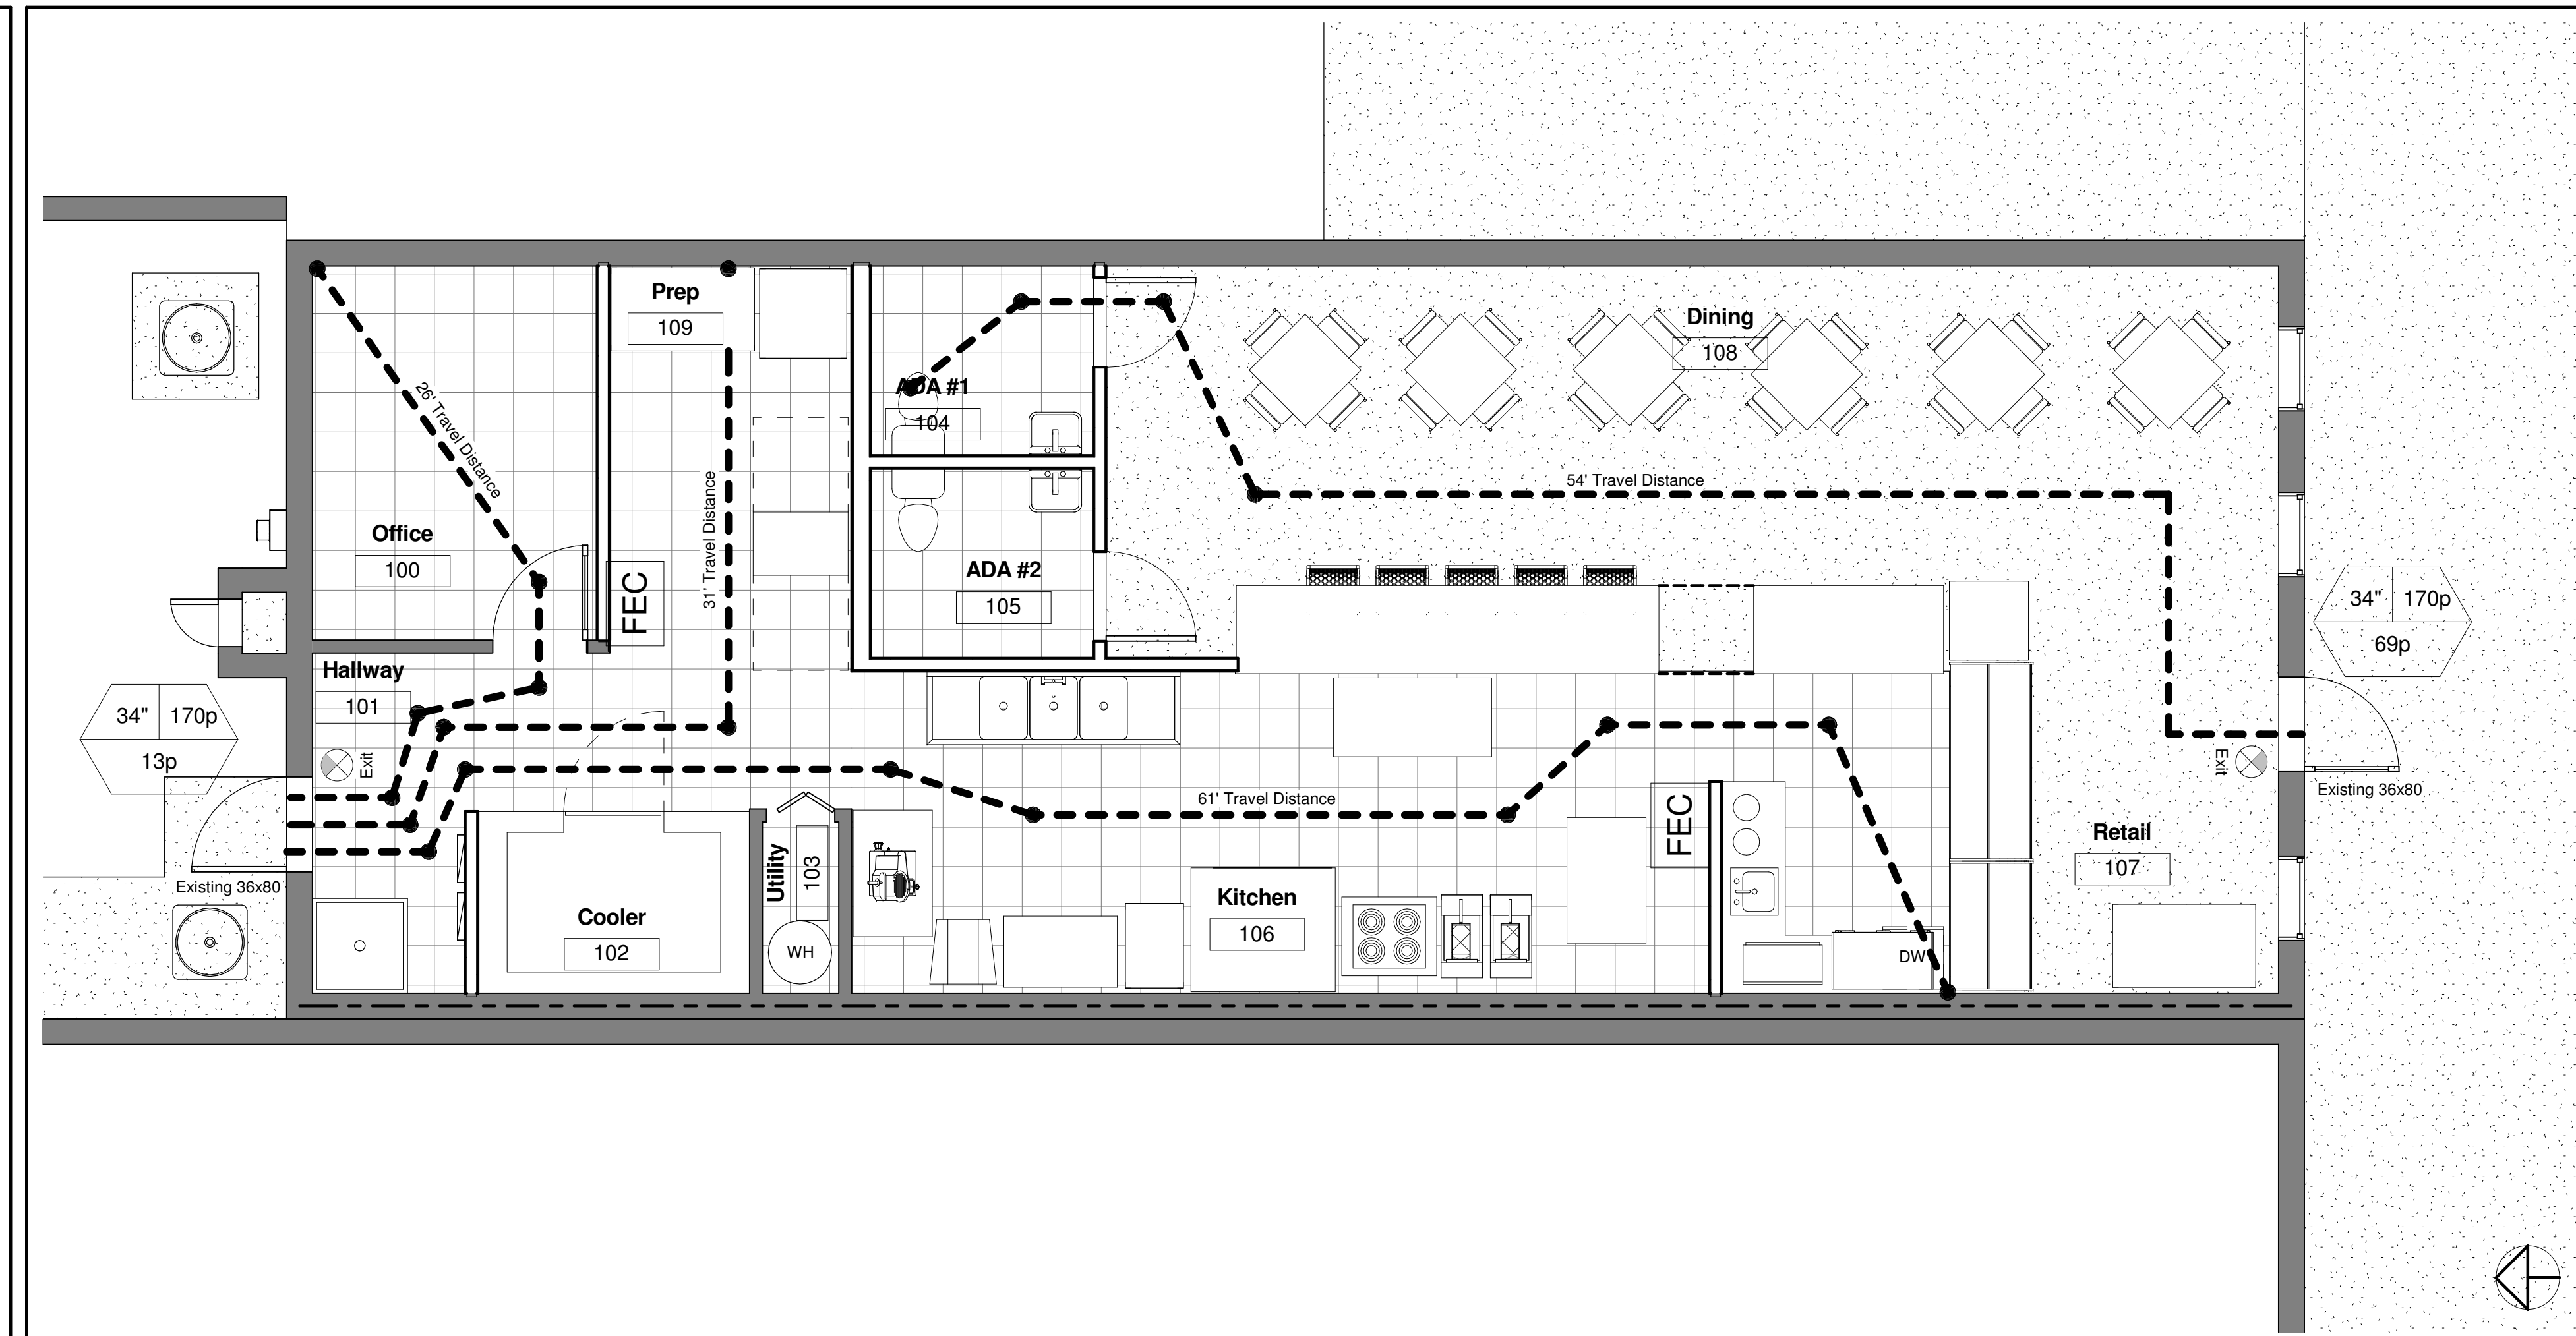 Prep
109
Dining
108
26' Travel Distance
ADA #1
104
31' Travel Distance
54' Travel Distance
Office
100
FEC
ADA #2
105
34" 170p
69p
Hallway
101
34" 170p
13p
Exit
Exit
Existing 36x80
61' Travel Distance
FEC
Retail
107
Existing 36x80
Utility
103
Kitchen
106
Cooler
102
WH
DW